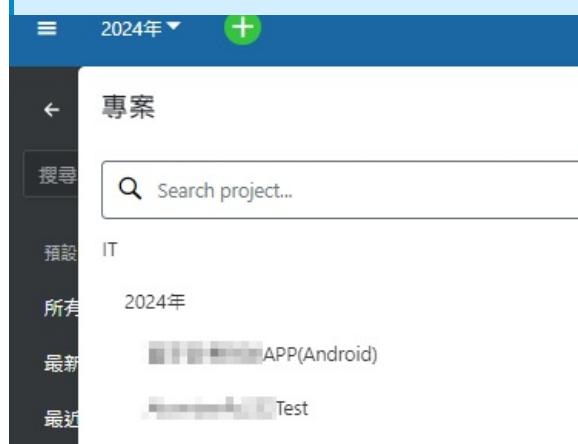 2024年
專案
搜尋
Search project...
預設
IT
所有
2024年
最新
APP(Android)
最近
Test